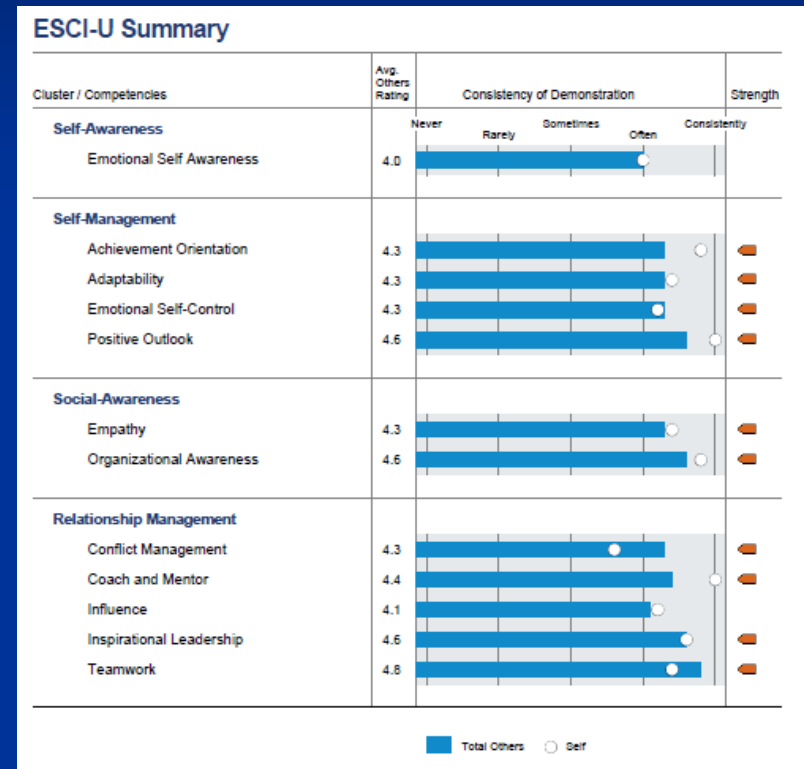 ESCI-U Summary
Cluster / Competencies
Avg.
Others
Rating
Consistency of Demonstration
Strength
Self-Awareness
Never Rarely Sometimes Often Consistently
Emotional Self Awareness 4.0
Self-Management
Achievement Orientation 4.3
Adaptability 4.3
Emotional Self-Control 4.3
Positive Outlook 4.6
Social-Awareness
Empathy 4.3
Organizational Awareness 4.6
Relationship Management
Conflict Management 4.3
Coach and Mentor 4.4
Influence 4.1
Inspirational Leadership 4.6
Teamwork 4.8
Total Others Self